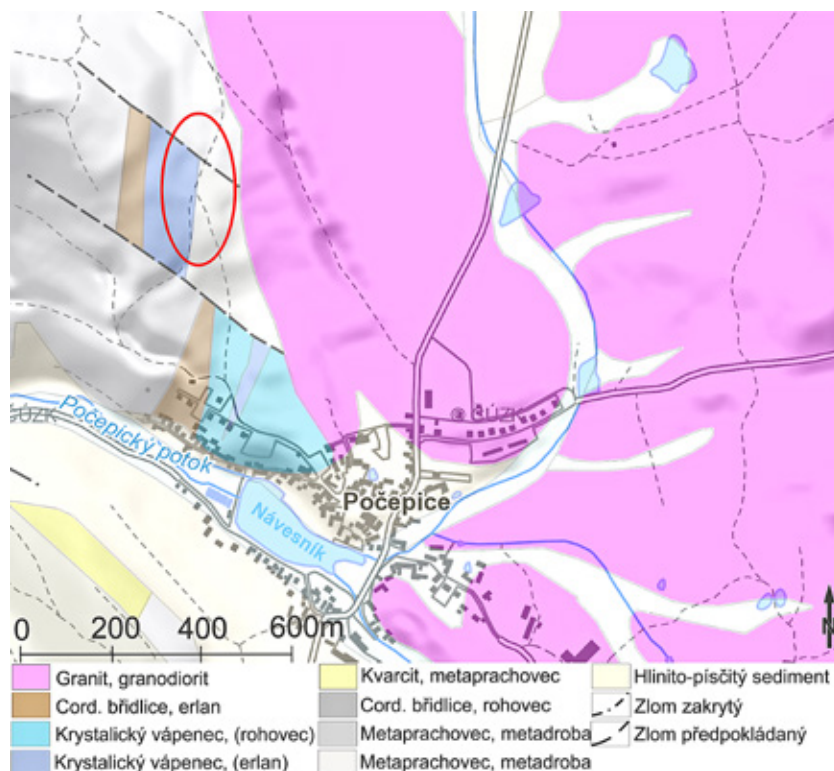 ČÚZK
ČÚZK
Počepický potok
Počepice
Návesník
0 200 400 600m
N
Granit, granodiorit
Cord. břidlice, erlan
Krystalický vápenec, (rohovec)
Krystalický vápenec, (erlan)
Kvarcit, metaprachovec
Cord. břidlice, rohovec
Metaprachovec, metadroba
Metaprachovec, metadroba
Hlinito-písčitý sediment
Zlom zakrytý
Zlom předpokládaný